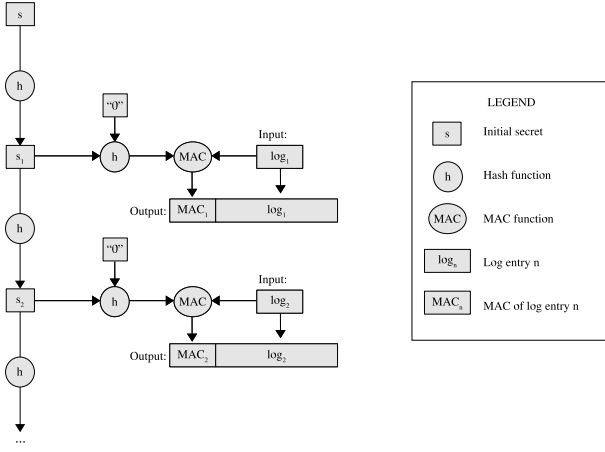 s
h
"0"
s₁
h
MAC
Input:
log₁
Output:
MAC₁
log₁
h
"0"
s₂
h
MAC
Input:
log₂
Output:
MAC₂
log₂
h
...
LEGEND
s
Initial secret
h
Hash function
MAC
MAC function
logₙ
Log entry n
MACₙ
MAC of log entry n